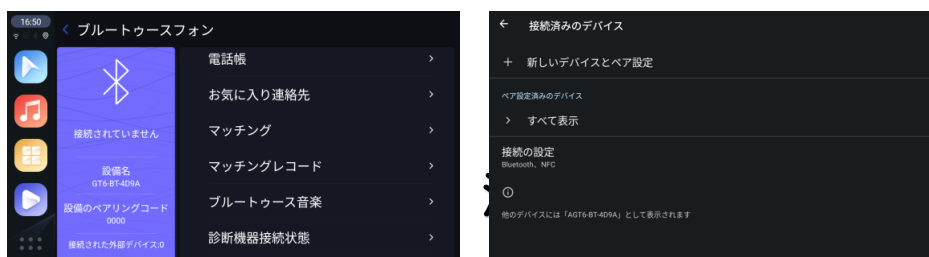 16:50
ブルートゥースフォン
接続されていません
設備名
GT6-BT-4D9A
設備のペアリングコード
0000
接続された外部デバイス:0
電話帳
お気に入り連絡先
マッチング
マッチングレコード
ブルートゥース音楽
診断機器接続状態
接続済みのデバイス
新しいデバイスとペア設定
ペア設定済みのデバイス
すべて表示
接続の設定
Bluetooth、NFC
他のデバイスには「AGT6-BT-4D9A」として表示されます